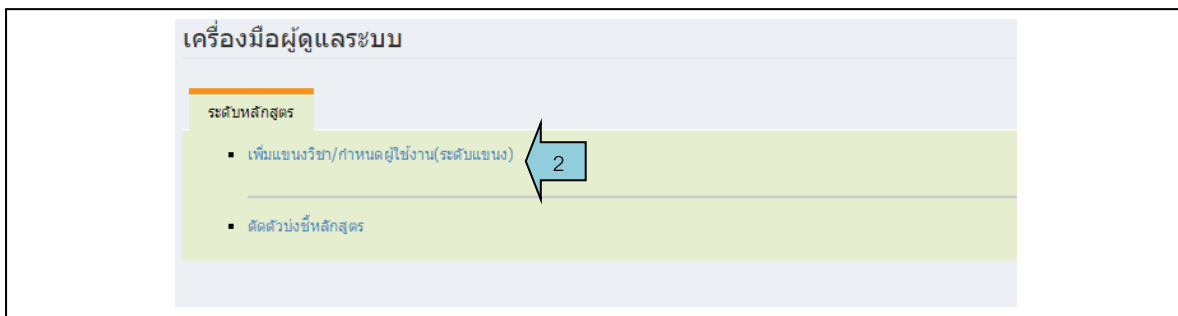 เครื่องมือผู้ดูแลระบบ
ระดับหลักสูตร
เพิ่มแขนงวิชา/กำหนดผู้ใช้งาน(ระดับแขนง)
2
ตัดตัวบ่งชี้หลักสูตร